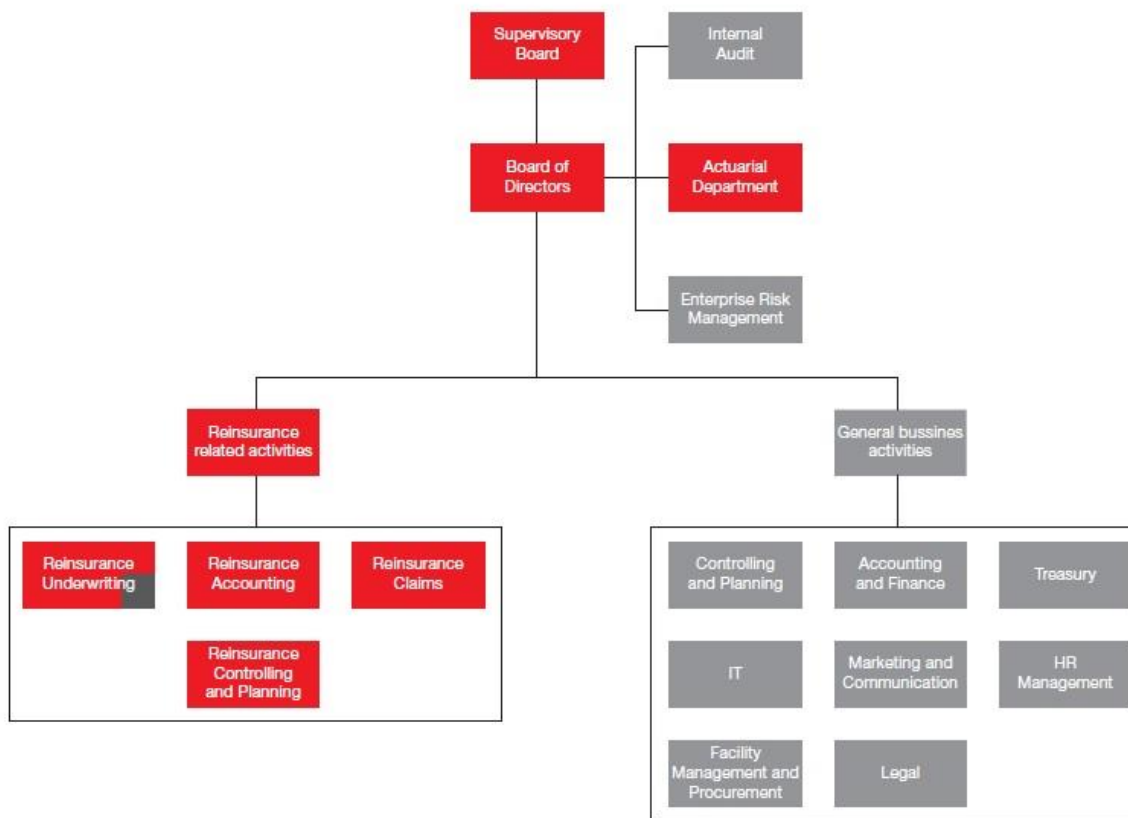 Supervisory
Board
Internal
Audit
Board of
Directors
Actuarial
Department
Enterprise Risk
Management
Reinsurance
related activities
General bussines
activities
Reinsurance
Underwriting
Reinsurance
Accounting
Reinsurance
Claims
Reinsurance
Controlling
and Planning
Controlling
and Planning
Accounting
and Finance
Treasury
IT
Marketing and
Communication
HR
Management
Facility
Management and
Procurement
Legal